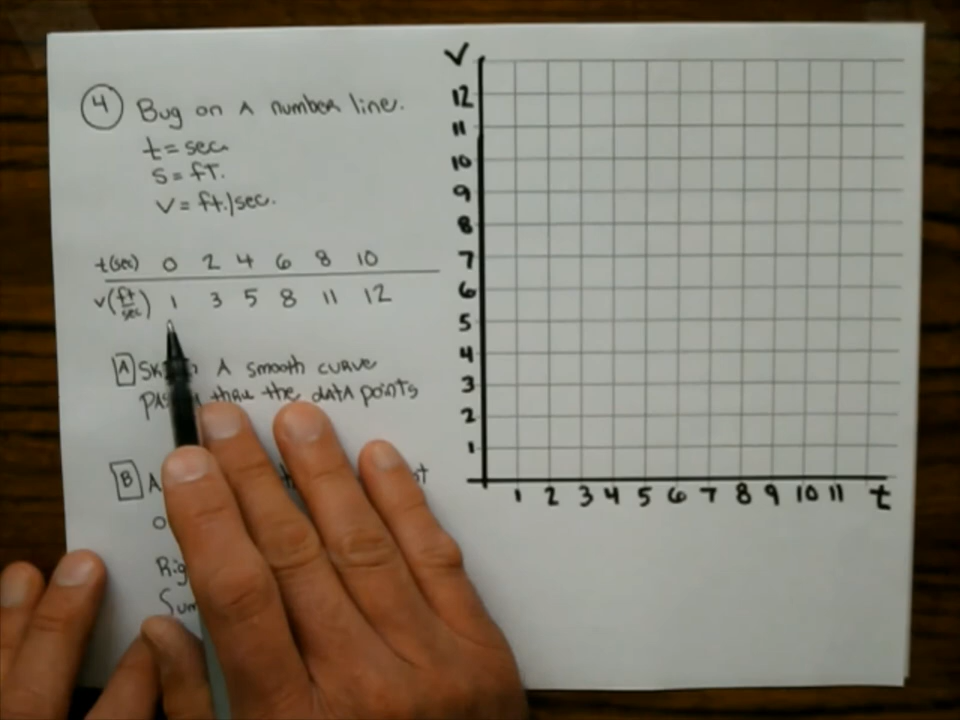 4 Bug on A number line.
t = sec.
s = fT.
v = ft./sec.
t(sec) 0 2 4 6 8 10
v(ft/sec) 1 3 5 8 11 12
A A smooth curve
thru the dATA points
B A
Rig
Sum
V
12
11
10
9
8
7
6
5
4
3
2
1
1 2 3 4 5 6 7 8 9 10 11 t